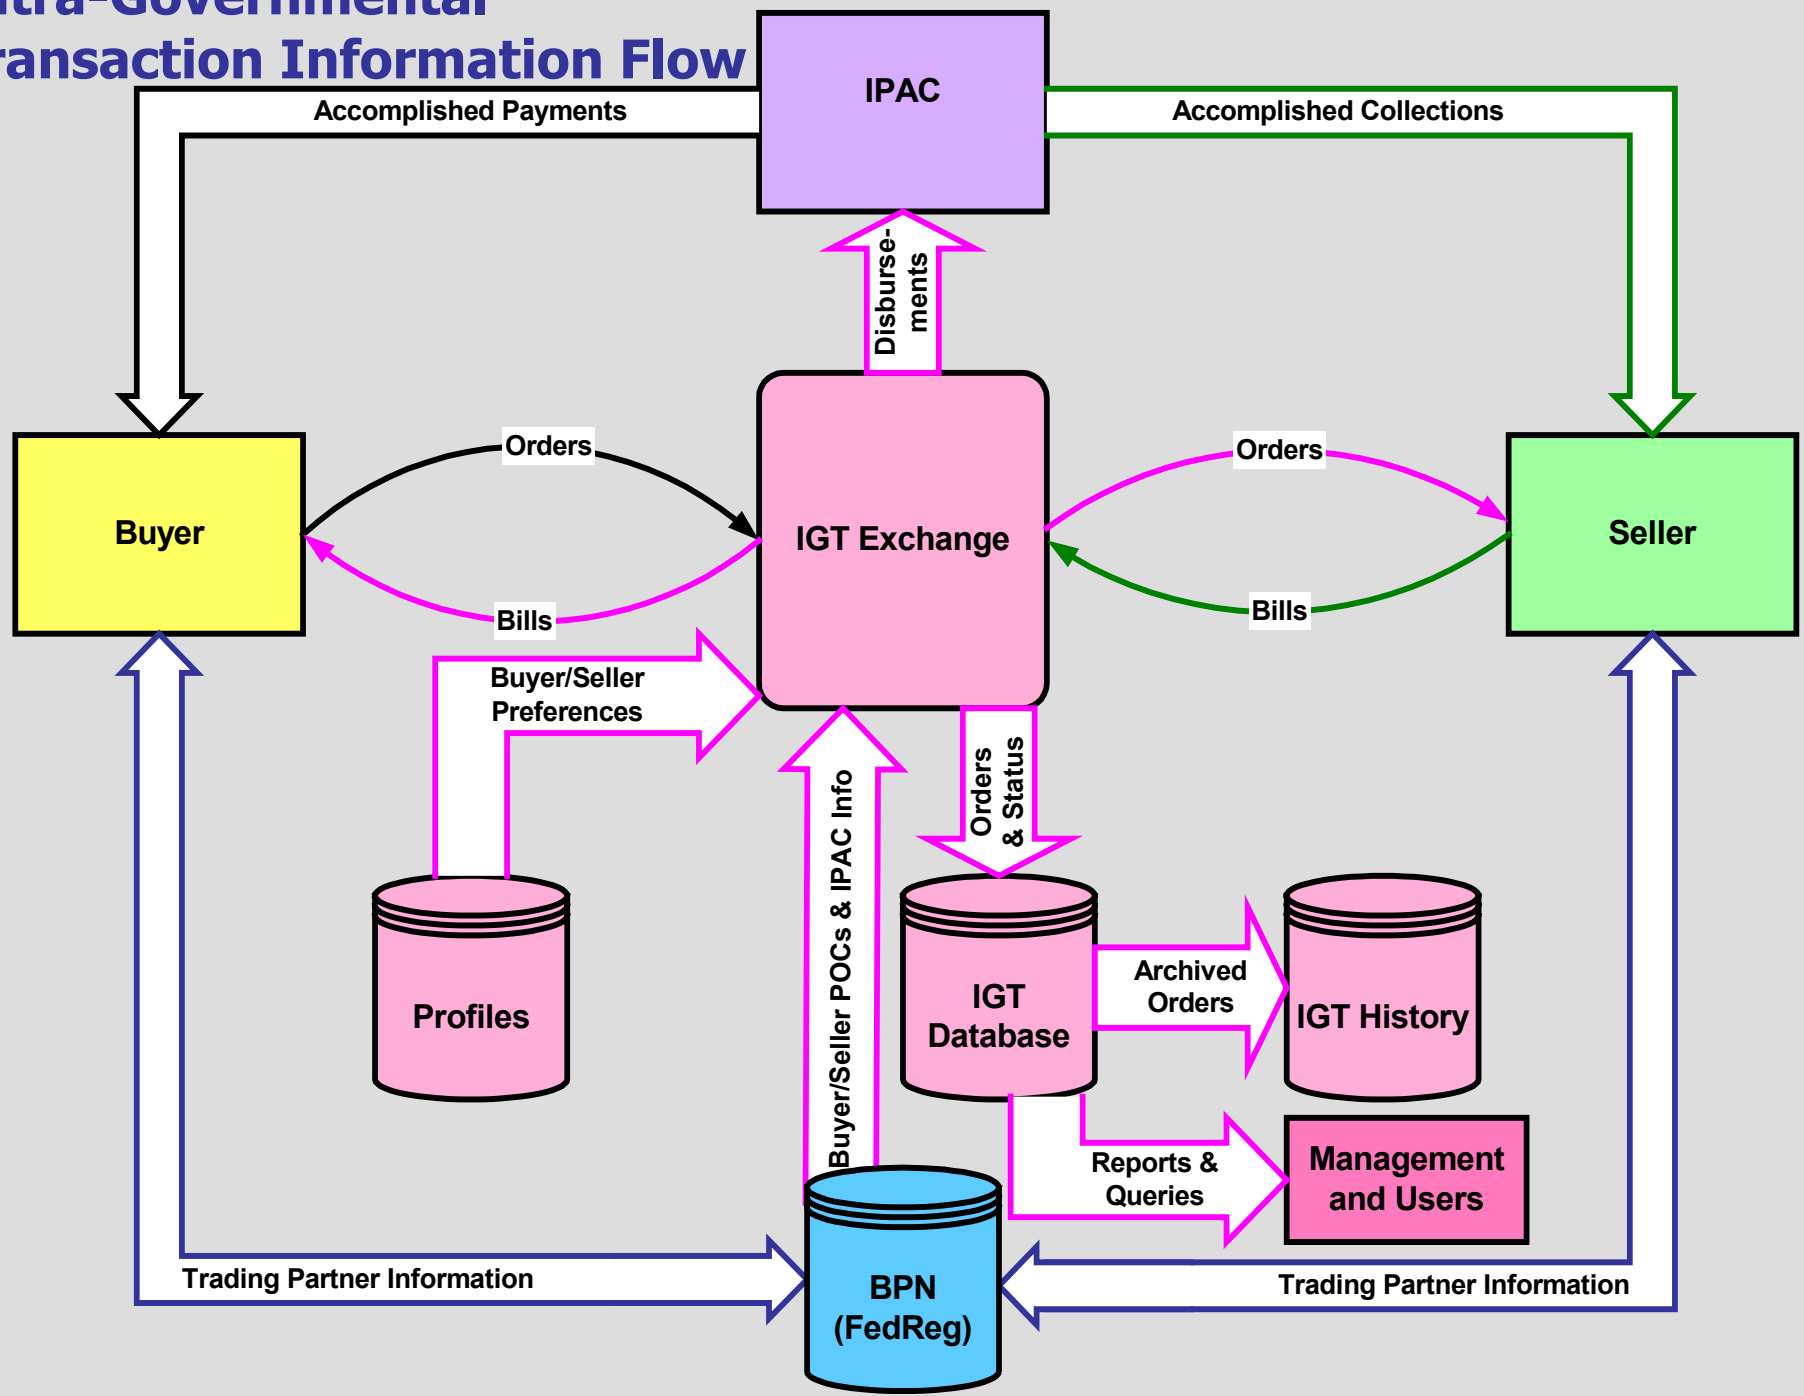 tra-Governmental
ransaction Information Flow
IPAC
Accomplished Payments
Accomplished Collections
Disburse-
ments
Orders
Orders
Buyer
IGT Exchange
Seller
Bills
Bills
Buyer/Seller
Preferences
Orders
& Status
Buyer/Seller POCs & IPAC Info
Profiles
IGT
Database
Archived
Orders
IGT History
Reports &
Queries
Management
and Users
Trading Partner Information
BPN
(FedReg)
Trading Partner Information